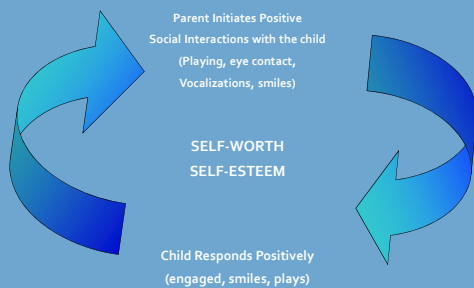 Parent Initiates Positive
Social Interactions with the child
(Playing, eye contact,
Vocalizations, smiles)
SELF-WORTH
SELF-ESTEEM
Child Responds Positively
(engaged, smiles, plays)